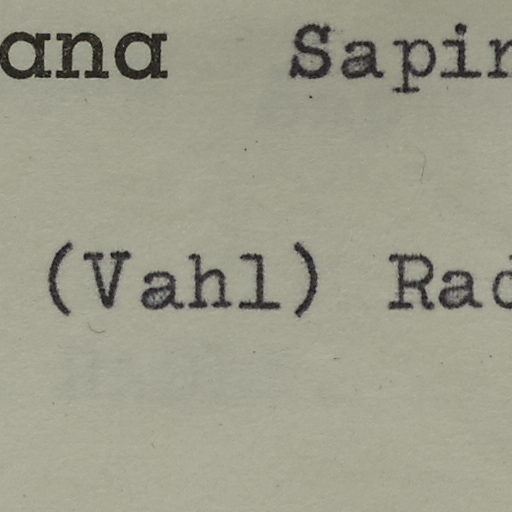 ana Sapin
(Vahl) Rad